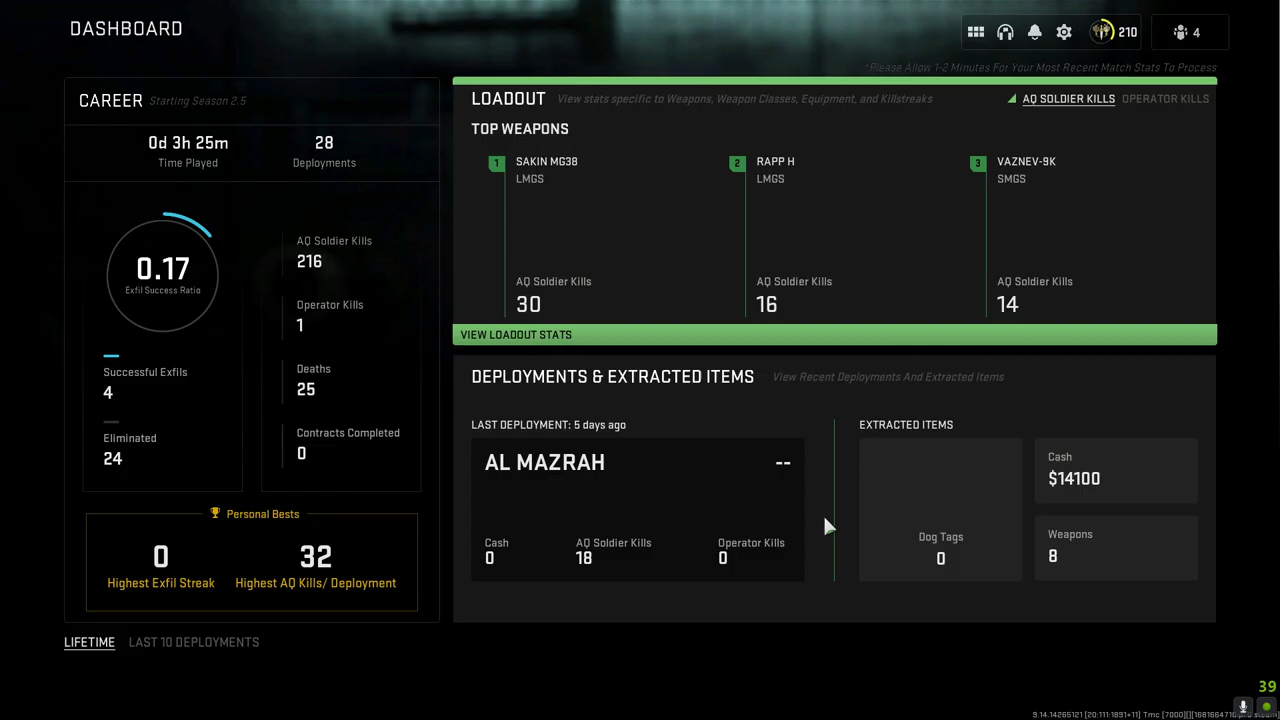 DASHBOARD
210
4
*Please Allow 1-2 Minutes For Your Most Recent Match Stats To Process
CAREER Starting Season 2.5
0d 3h 25m
Time Played
28
Deployments
0.17
Exfil Success Ratio
Successful Exfils
4
Eliminated
24
AQ Soldier Kills
216
Operator Kills
1
Deaths
25
Contracts Completed
0
Personal Bests
0
Highest Exfil Streak
32
Highest AQ Kills/ Deployment
LIFETIME LAST 10 DEPLOYMENTS
LOADOUT View stats specific to Weapons, Weapon Classes, Equipment, and Killstreaks
AQ SOLDIER KILLS OPERATOR KILLS
TOP WEAPONS
1 SAKIN MG38
LMGS
AQ Soldier Kills
30
2 RAPP H
LMGS
AQ Soldier Kills
16
3 VAZNEV-9K
SMGS
AQ Soldier Kills
14
VIEW LOADOUT STATS
DEPLOYMENTS & EXTRACTED ITEMS View Recent Deployments And Extracted Items
LAST DEPLOYMENT: 5 days ago
AL MAZRAH --
Cash
0
AQ Soldier Kills
18
Operator Kills
0
EXTRACTED ITEMS
Dog Tags
0
Cash
$14100
Weapons
8
39